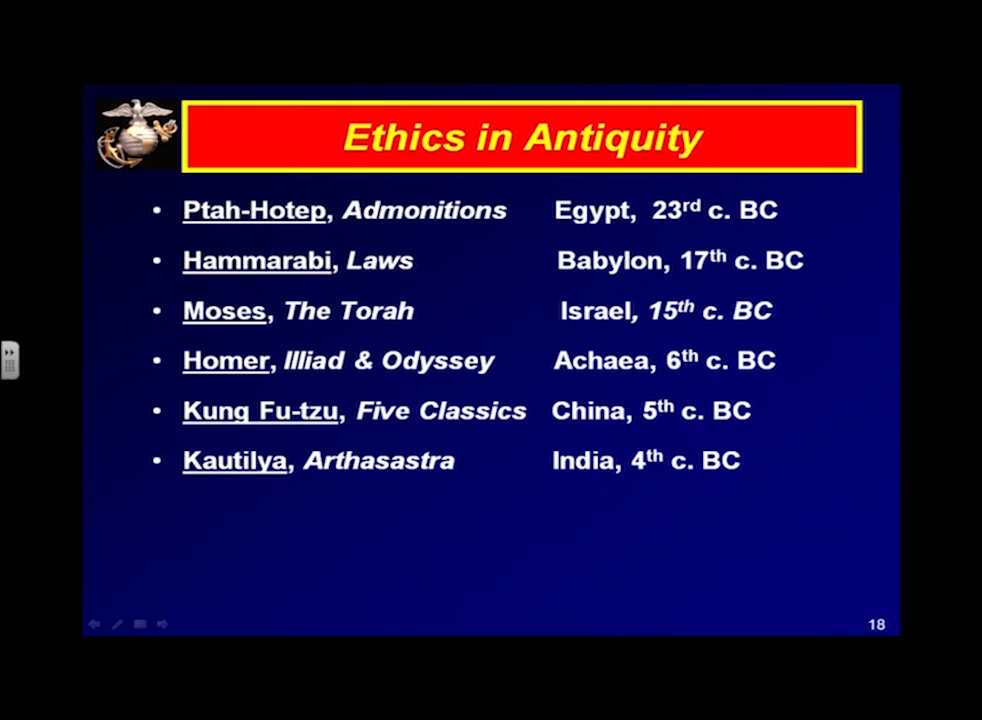 Ethics in Antiquity
• Ptah-Hotep, Admonitions Egypt, 23rd c. BC
• Hammarabi, Laws Babylon, 17th c. BC
• Moses, The Torah Israel, 15th c. BC
• Homer, Illiad & Odyssey Achaea, 6th c. BC
• Kung Fu-tzu, Five Classics China, 5th c. BC
• Kautilya, Arthasastra India, 4th c. BC
18